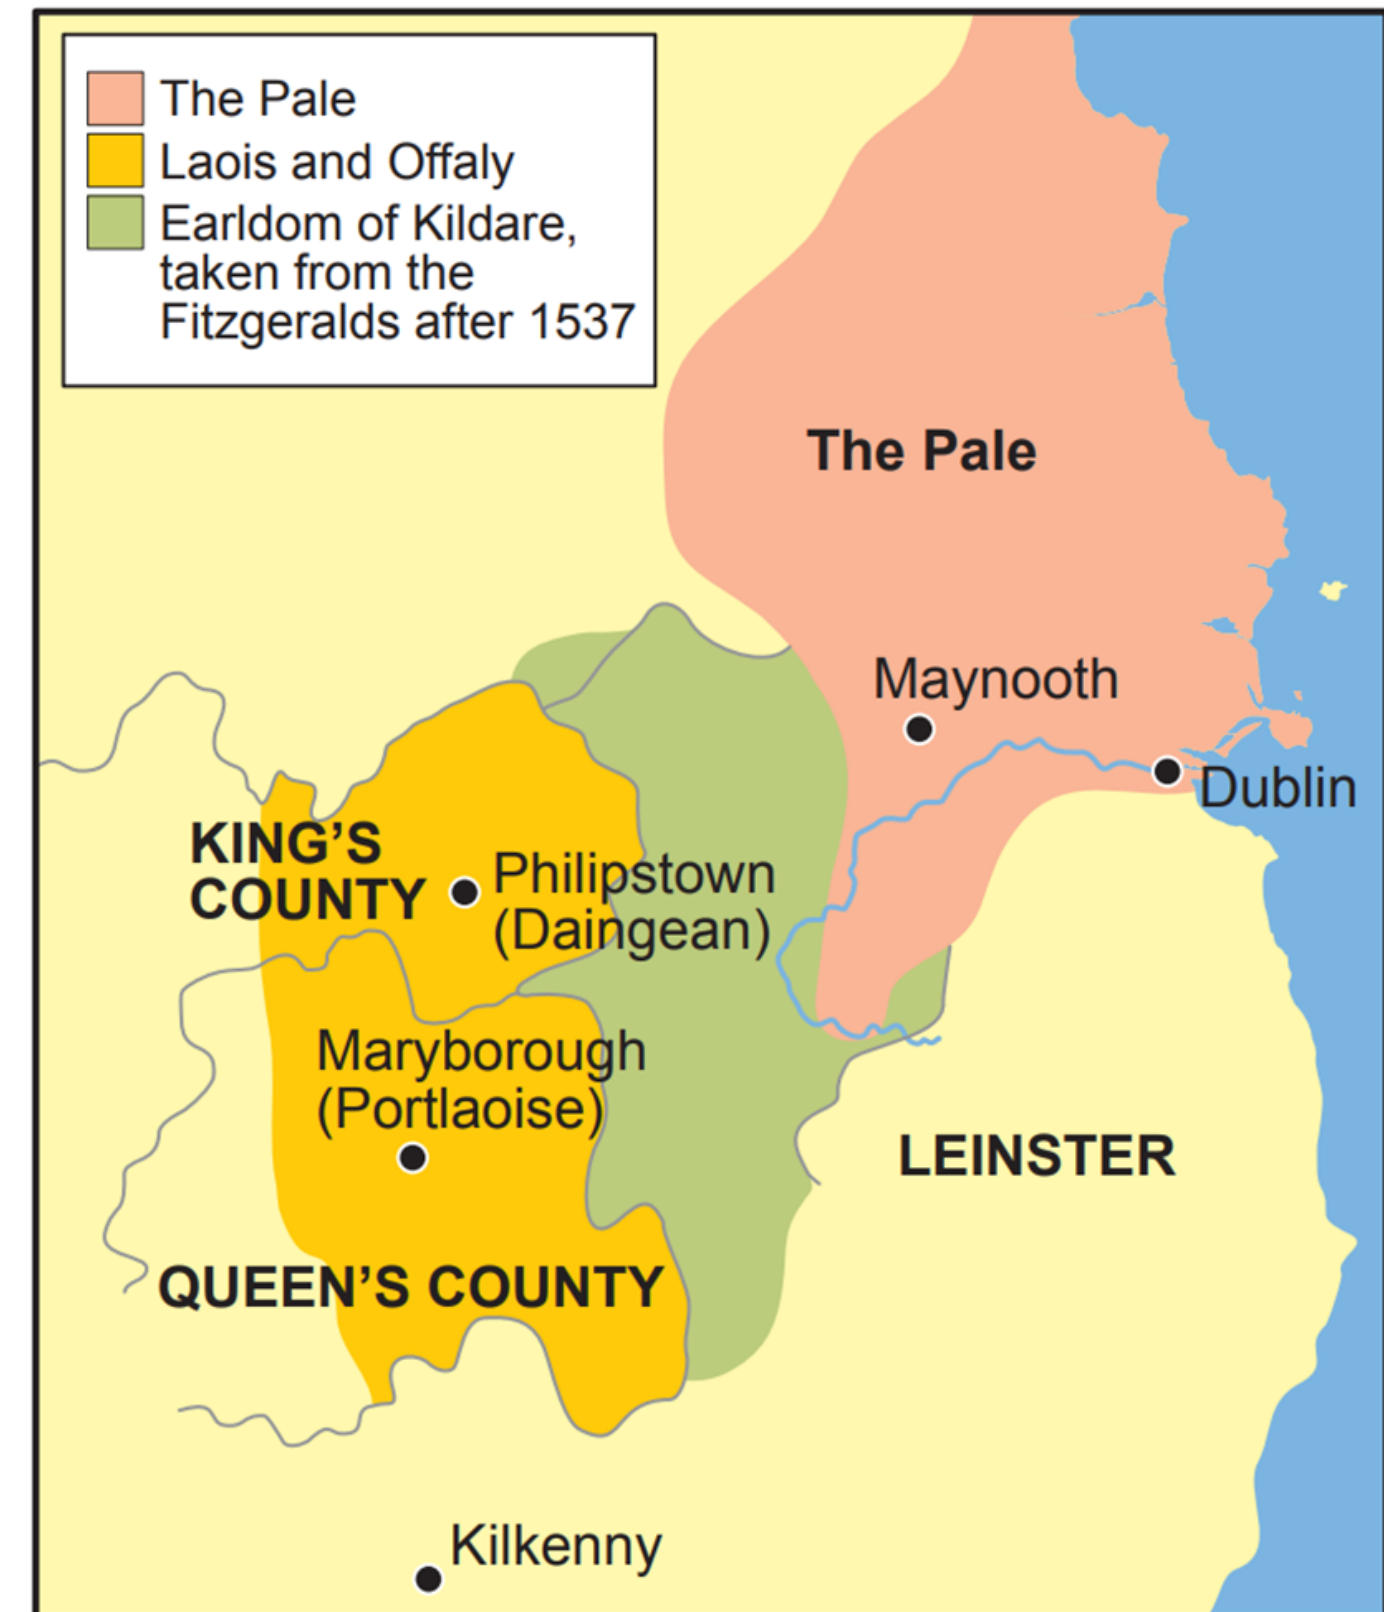 The Pale
Laois and Offaly
Earldom of Kildare,
taken from the
Fitzgeralds after 1537
The Pale
Maynooth
Dublin
KING’S
COUNTY
Philipstown
(Daingean)
Maryborough
(Portlaoise)
LEINSTER
QUEEN’S COUNTY
Kilkenny